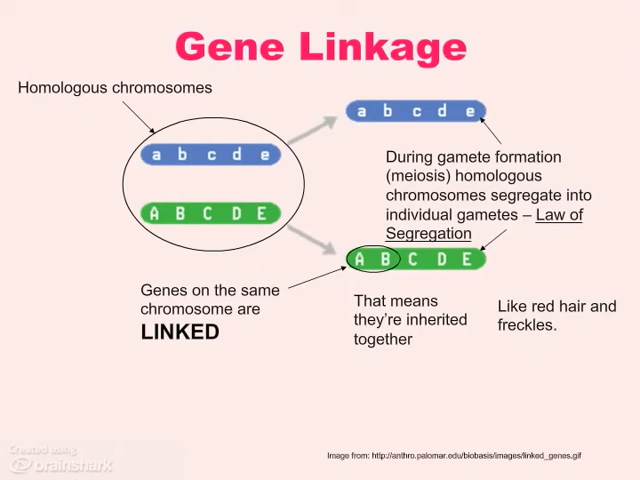 Gene Linkage
Homologous chromosomes
a b c d e
a b c d e
A B C D E
During gamete formation
(meiosis) homologous
chromosomes segregate into
individual gametes – Law of
Segregation
A B C D E
Genes on the same
chromosome are
LINKED
That means
they're inherited
together
Like red hair and
freckles.
Created using
brainshark
Image from: http://anthro.palomar.edu/biobasis/images/linked_genes.gif